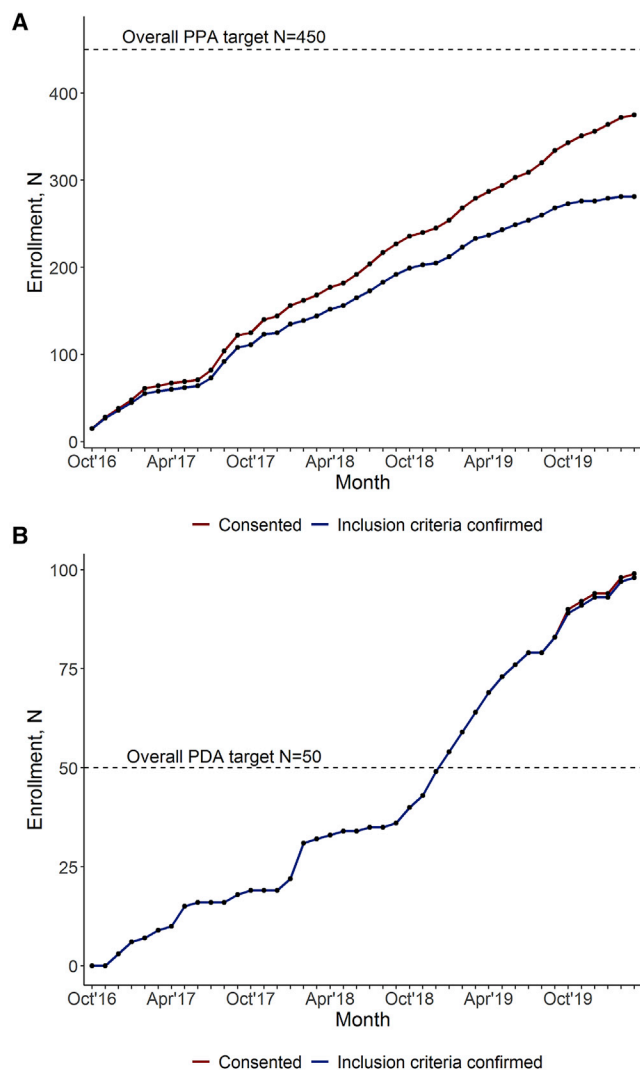 A
Overall PPA target N=450
400
300
200
100
0
Enrollment, N
Oct'16 Apr'17 Oct'17 Apr'18 Oct'18 Apr'19 Oct'19
Month
Consented Inclusion criteria confirmed
B
100
75
Overall PDA target N=50
50
25
0
Enrollment, N
Oct'16 Apr'17 Oct'17 Apr'18 Oct'18 Apr'19 Oct'19
Month
Consented Inclusion criteria confirmed